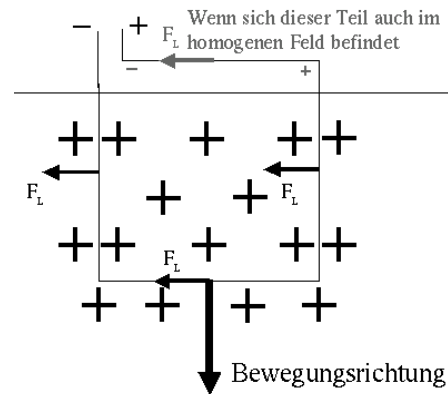 Wenn sich dieser Teil auch im
homogenen Feld befindet
− +
F_L
− +
F_L
F_L
F_L
Bewegungsrichtung